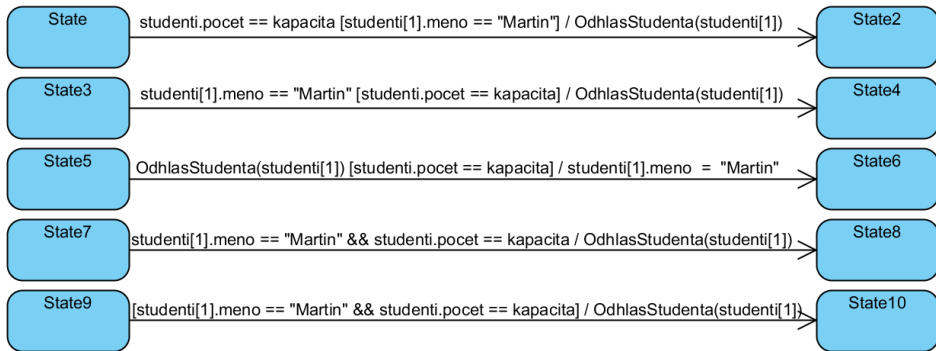 State studenti.pocet == kapacita [studenti[1].meno == "Martin"] / OdhlasStudenta(studenti[1]) State2
State3 studenti[1].meno == "Martin" [studenti.pocet == kapacita] / OdhlasStudenta(studenti[1]) State4
State5 OdhlasStudenta(studenti[1]) [studenti.pocet == kapacita] / studenti[1].meno = "Martin" State6
State7 studenti[1].meno == "Martin" && studenti.pocet == kapacita / OdhlasStudenta(studenti[1]) State8
State9 [studenti[1].meno == "Martin" && studenti.pocet == kapacita] / OdhlasStudenta(studenti[1]) State10